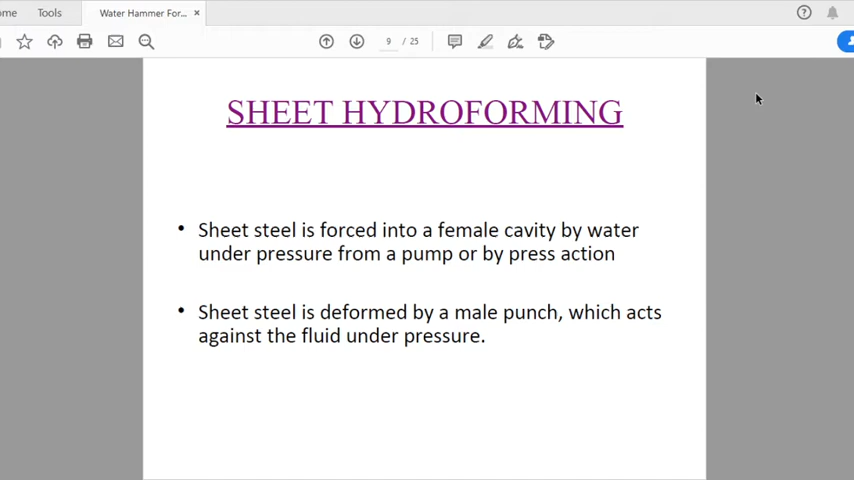 ome Tools Water Hammer For... ×
9 / 25
SHEET HYDROFORMING
• Sheet steel is forced into a female cavity by water
under pressure from a pump or by press action
• Sheet steel is deformed by a male punch, which acts
against the fluid under pressure.